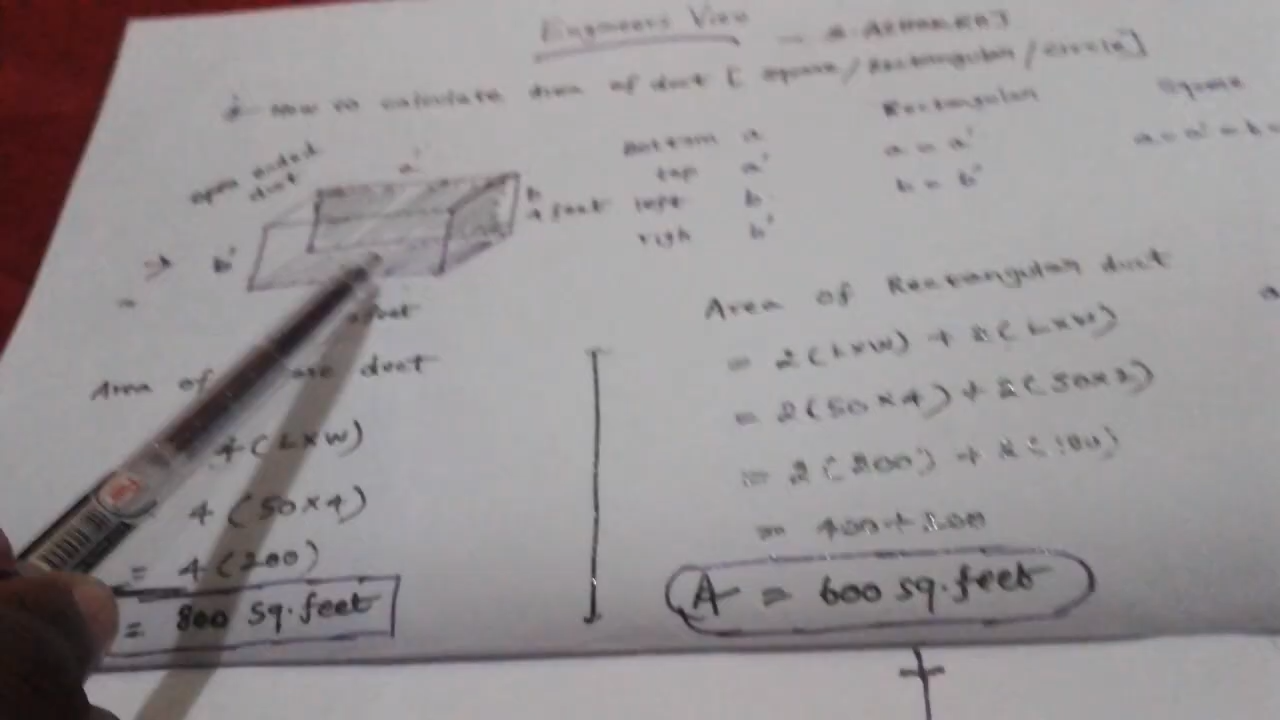 Engineers View
How to calculate area of duct [ square / Rectangular / circle ]
open ended
duct
a'
b
4 feet
b'
Bottom a
top a'
left b
righ b'
Rectangular
a = a'
b = b'
Square
a = a' = b =
Area of duct
4 (L×W)
4 (50×4)
= 4 (200)
= 800 sq.feet
Area of Rectangular duct
= 2(L×W) + 2(L×W)
= 2(50×4) + 2(50×2)
= 2(200) + 2(100)
= 400+200
A = 600 sq.feet